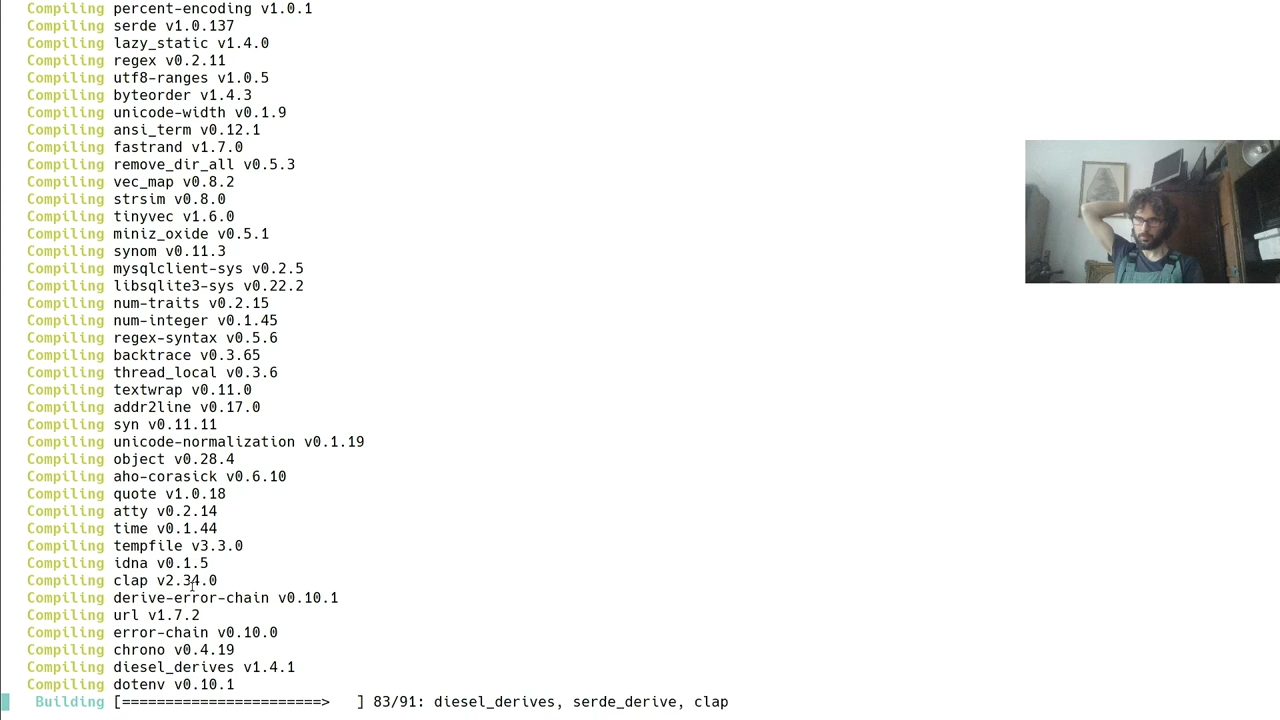 Compiling percent-encoding v1.0.1
Compiling serde v1.0.137
Compiling lazy_static v1.4.0
Compiling regex v0.2.11
Compiling utf8-ranges v1.0.5
Compiling byteorder v1.4.3
Compiling unicode-width v0.1.9
Compiling ansi_term v0.12.1
Compiling fastrand v1.7.0
Compiling remove_dir_all v0.5.3
Compiling vec_map v0.8.2
Compiling strsim v0.8.0
Compiling tinyvec v1.6.0
Compiling miniz_oxide v0.5.1
Compiling synom v0.11.3
Compiling mysqlclient-sys v0.2.5
Compiling libsqlite3-sys v0.22.2
Compiling num-traits v0.2.15
Compiling num-integer v0.1.45
Compiling regex-syntax v0.5.6
Compiling backtrace v0.3.65
Compiling thread_local v0.3.6
Compiling textwrap v0.11.0
Compiling addr2line v0.17.0
Compiling syn v0.11.11
Compiling unicode-normalization v0.1.19
Compiling object v0.28.4
Compiling aho-corasick v0.6.10
Compiling quote v1.0.18
Compiling atty v0.2.14
Compiling time v0.1.44
Compiling tempfile v3.3.0
Compiling idna v0.1.5
Compiling clap v2.34.0
Compiling derive-error-chain v0.10.1
Compiling url v1.7.2
Compiling error-chain v0.10.0
Compiling chrono v0.4.19
Compiling diesel_derives v1.4.1
Compiling dotenv v0.10.1
Building [=======================>   ] 83/91: diesel_derives, serde_derive, clap